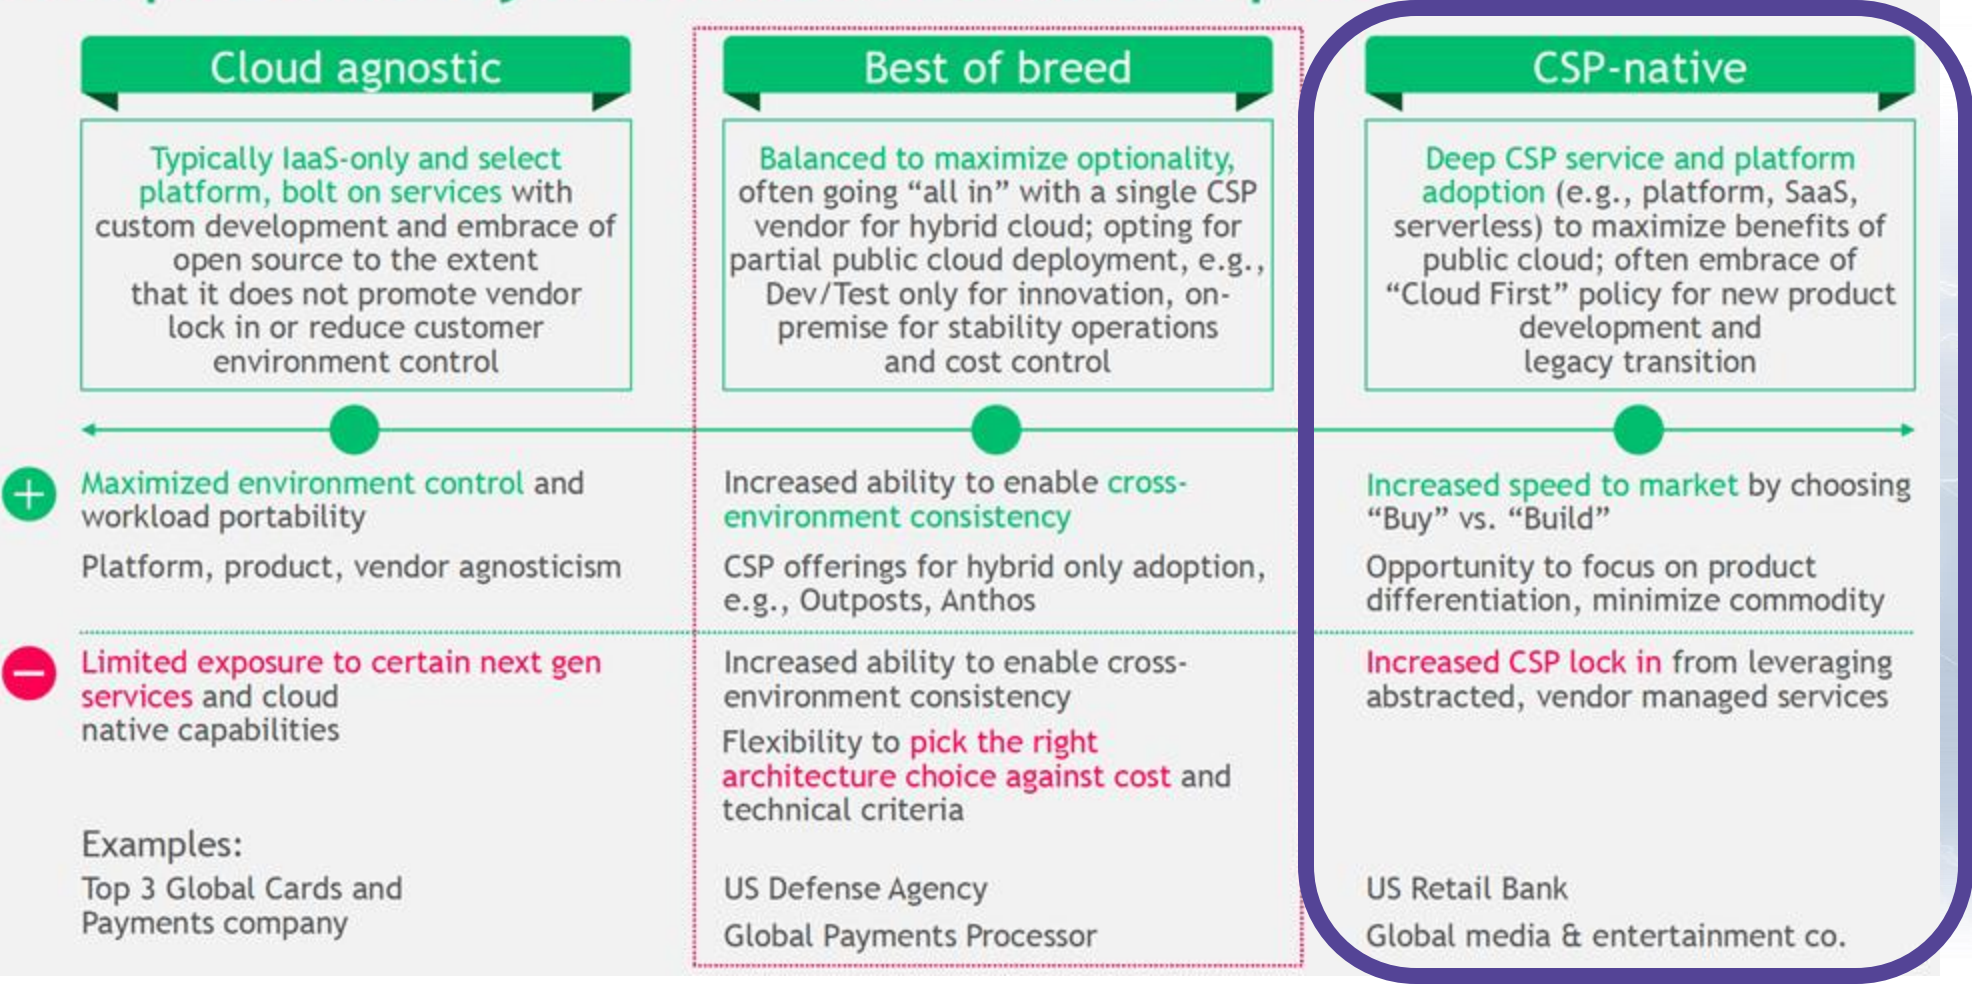 Cloud agnostic
Typically IaaS-only and select
platform, bolt on services with
custom development and embrace of
open source to the extent
that it does not promote vendor
lock in or reduce customer
environment control
Maximized environment control and
workload portability
Platform, product, vendor agnosticism
Limited exposure to certain next gen
services and cloud
native capabilities
Examples:
Top 3 Global Cards and
Payments company
Best of breed
Balanced to maximize optionality,
often going “all in” with a single CSP
vendor for hybrid cloud; opting for
partial public cloud deployment, e.g.,
Dev/Test only for innovation, on-
premise for stability operations
and cost control
Increased ability to enable cross-
environment consistency
CSP offerings for hybrid only adoption,
e.g., Outposts, Anthos
Increased ability to enable cross-
environment consistency
Flexibility to pick the right
architecture choice against cost and
technical criteria
US Defense Agency
Global Payments Processor
CSP-native
Deep CSP service and platform
adoption (e.g., platform, SaaS,
serverless) to maximize benefits of
public cloud; often embrace of
“Cloud First” policy for new product
development and
legacy transition
Increased speed to market by choosing
“Buy” vs. “Build”
Opportunity to focus on product
differentiation, minimize commodity
Increased CSP lock in from leveraging
abstracted, vendor managed services
US Retail Bank
Global media & entertainment co.